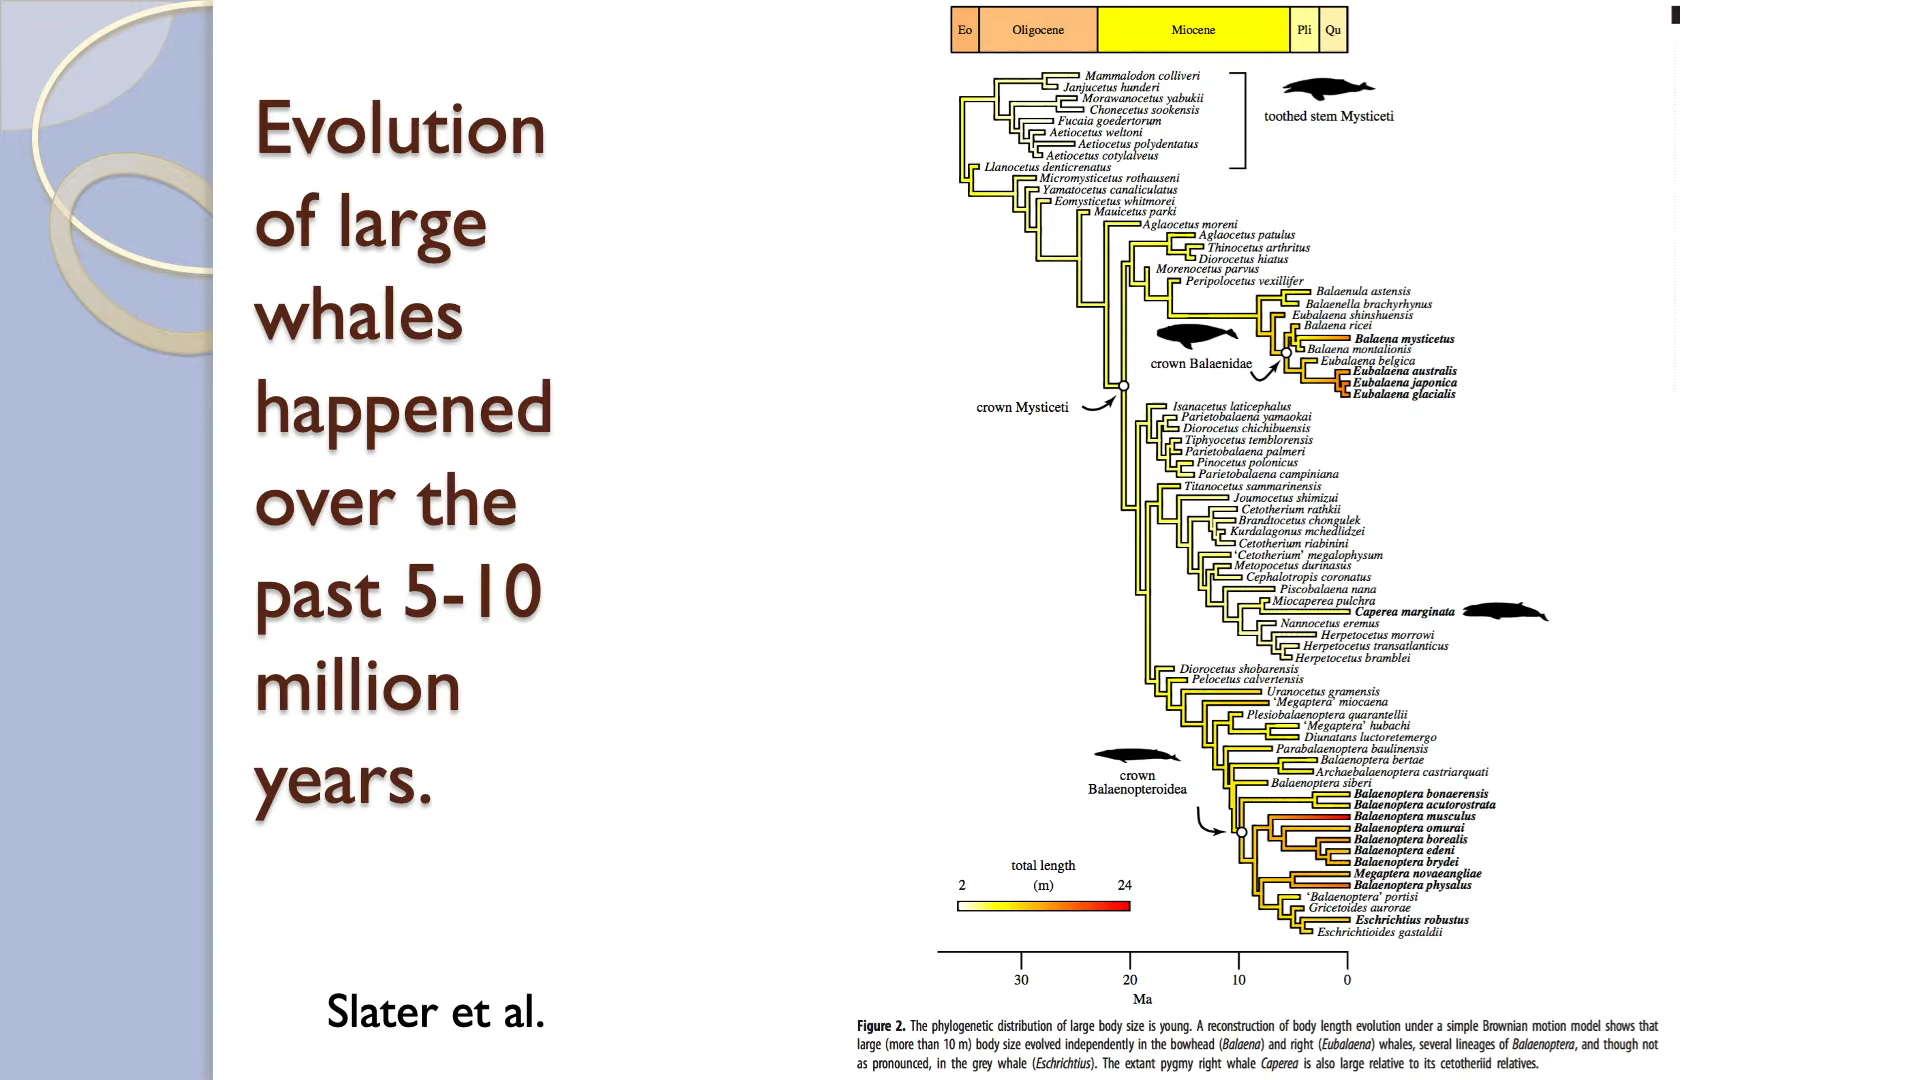 Evolution
of large
whales
happened
over the
past 5-10
million
years.
Slater et al.
Eo Oligocene Miocene Pli Qu
Mammalodon colliveri
Janjucetus hunderi
Morawanocetus yabukii
Chonecetus sookensis
Fucaia goedertorum
Aetiocetus weltoni
Aetiocetus polydentatus
Aetiocetus cotylalveus
toothed stem Mysticeti
Llanocetus denticrenatus
Micromysticetus rothauseni
Yamatocetus canaliculatus
Eomysticetus whitmorei
Mauicetus parki
Aglaocetus moreni
Aglaocetus patulus
Thinocetus arthritus
Diorocetus hiatus
Morenocetus parvus
Peripolocetus vexillifer
Balaenula astensis
Balaenella brachyrhynus
Eubalaena shinshuensis
Balaena ricei
Balaena mysticetus
Balaena montalionis
Eubalaena belgica
Eubalaena australis
Eubalaena japonica
Eubalaena glacialis
crown Balaenidae
crown Mysticeti
Isanacetus laticephalus
Parietobalaena yamaokai
Diorocetus chichibuensis
Tiphyocetus temblorensis
Parietobalaena palmeri
Pinocetus polonicus
Parietobalaena campiniana
Titanocetus sammarinensis
Joumocetus shimizui
Cetotherium rathkii
Brandtocetus chongulek
Kurdalagonus mchedlidzei
Cetotherium riabinini
‘Cetotherium’ megalophysum
Metopocetus durinasus
Cephalotropis coronatus
Piscobalaena nana
Miocaperea pulchra
Caperea marginata
Nannocetus eremus
Herpetocetus morrowi
Herpetocetus transatlanticus
Herpetocetus bramblei
Diorocetus shobarensis
Pelocetus calvertensis
Uranocetus gramensis
‘Megaptera’ miocaena
Plesiobalaenoptera quarantellii
‘Megaptera’ hubachi
Diunatans luctoretemergo
Parabalaenoptera baulinensis
Balaenoptera bertae
Archaebalaenoptera castriarquati
Balaenoptera siberi
Balaenoptera bonaerensis
Balaenoptera acutorostrata
Balaenoptera musculus
Balaenoptera omurai
Balaenoptera borealis
Balaenoptera edeni
Balaenoptera brydei
Megaptera novaeangliae
Balaenoptera physalus
‘Balaenoptera’ portisi
Gricetoides aurorae
Eschrichtius robustus
Eschrichtioides gastaldii
crown
Balaenopteroidea
total length
2 (m) 24
30 20 10 0
Ma
Figure 2. The phylogenetic distribution of large body size is young. A reconstruction of body length evolution under a simple Brownian motion model shows that
large (more than 10 m) body size evolved independently in the bowhead (Balaena) and right (Eubalaena) whales, several lineages of Balaenoptera, and though not
as pronounced, in the grey whale (Eschrichtius). The extant pygmy right whale Caperea is also large relative to its cetotheriid relatives.